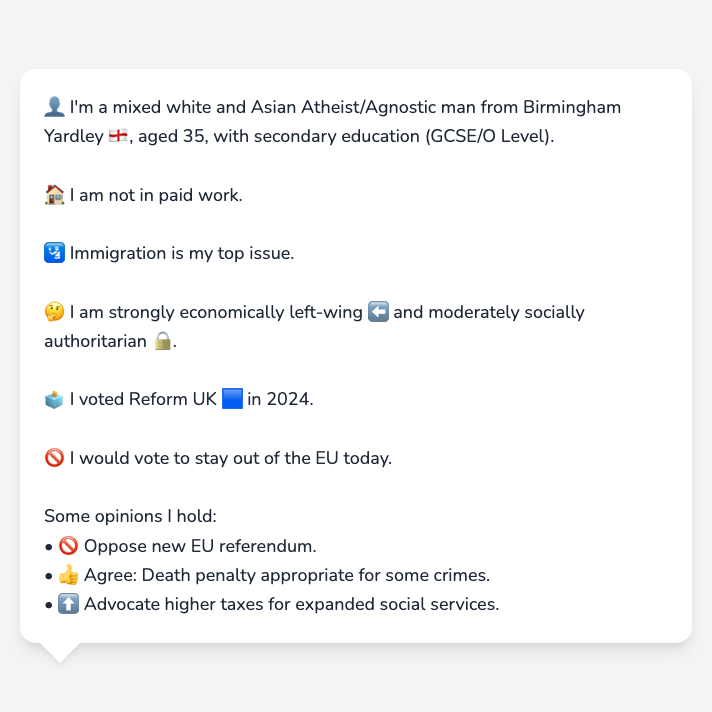 👤 I'm a mixed white and Asian Atheist/Agnostic man from Birmingham
Yardley 🏴󠁧󠁢󠁥󠁮󠁧󠁿, aged 35, with secondary education (GCSE/O Level).
🏠 I am not in paid work.
🛂 Immigration is my top issue.
🤔 I am strongly economically left-wing ⬅️ and moderately socially
authoritarian 🔒.
🗳️ I voted Reform UK 🟦 in 2024.
🚫 I would vote to stay out of the EU today.
Some opinions I hold:
• 🚫 Oppose new EU referendum.
• 👍 Agree: Death penalty appropriate for some crimes.
• ⬆️ Advocate higher taxes for expanded social services.